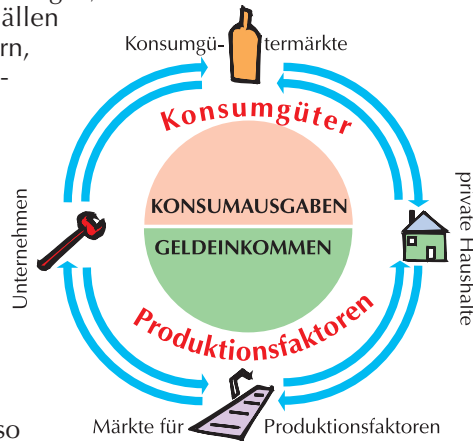 ällen
rn,
-
Konsumgü- termärkte
Konsumgüter
KONSUMAUSGABEN
GELDEINKOMMEN
Unternehmen
private Haushalte
Produktionsfaktoren
so
Märkte für Produktionsfaktoren